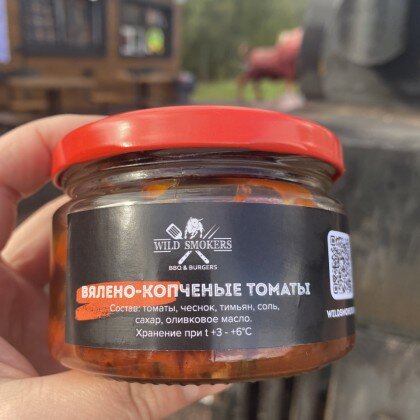 WILD SMOKERS
BBQ & BURGERS
ВЯЛЕНО-КОПЧЕНЫЕ ТОМАТЫ
Состав: томаты, чеснок, тимьян, соль,
сахар, оливковое масло.
Хранение при t +3 - +6°C